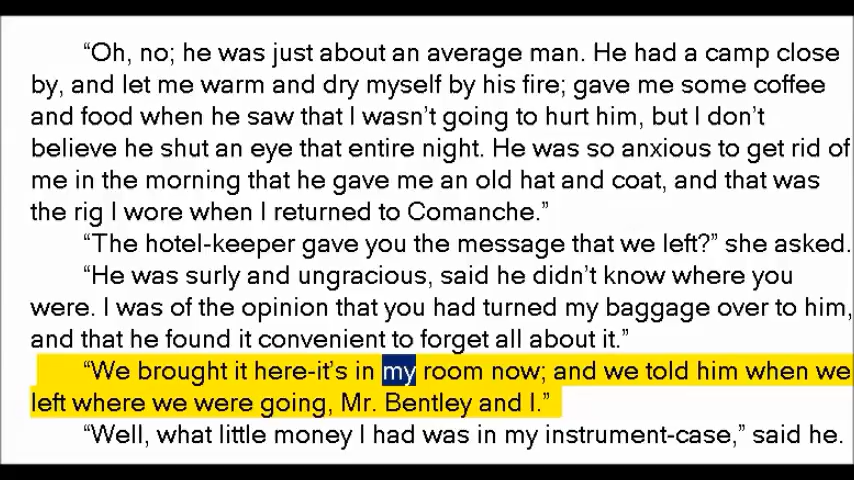 “Oh, no; he was just about an average man. He had a camp close
by, and let me warm and dry myself by his fire; gave me some coffee
and food when he saw that I wasn’t going to hurt him, but I don’t
believe he shut an eye that entire night. He was so anxious to get rid of
me in the morning that he gave me an old hat and coat, and that was
the rig I wore when I returned to Comanche.”
“The hotel-keeper gave you the message that we left?” she asked.
“He was surly and ungracious, said he didn’t know where you
were. I was of the opinion that you had turned my baggage over to him,
and that he found it convenient to forget all about it.”
“We brought it here-it’s in my room now; and we told him when we
left where we were going, Mr. Bentley and I.”
“Well, what little money I had was in my instrument-case,” said he.